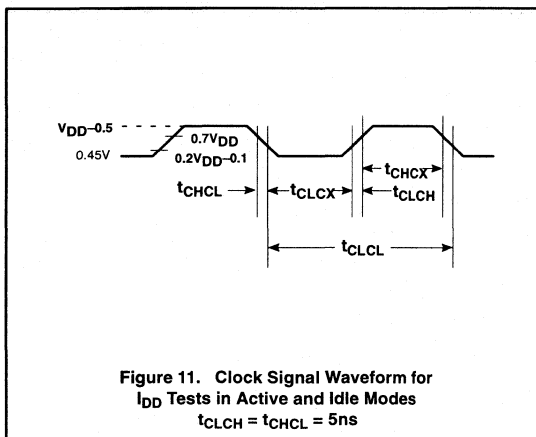 VDD–0.5
0.7VDD
0.45V
0.2VDD–0.1
tCHCX
tCHCL
tCLCX
tCLCH
tCLCL
Figure 11. Clock Signal Waveform for
IDD Tests in Active and Idle Modes
tCLCH = tCHCL = 5ns